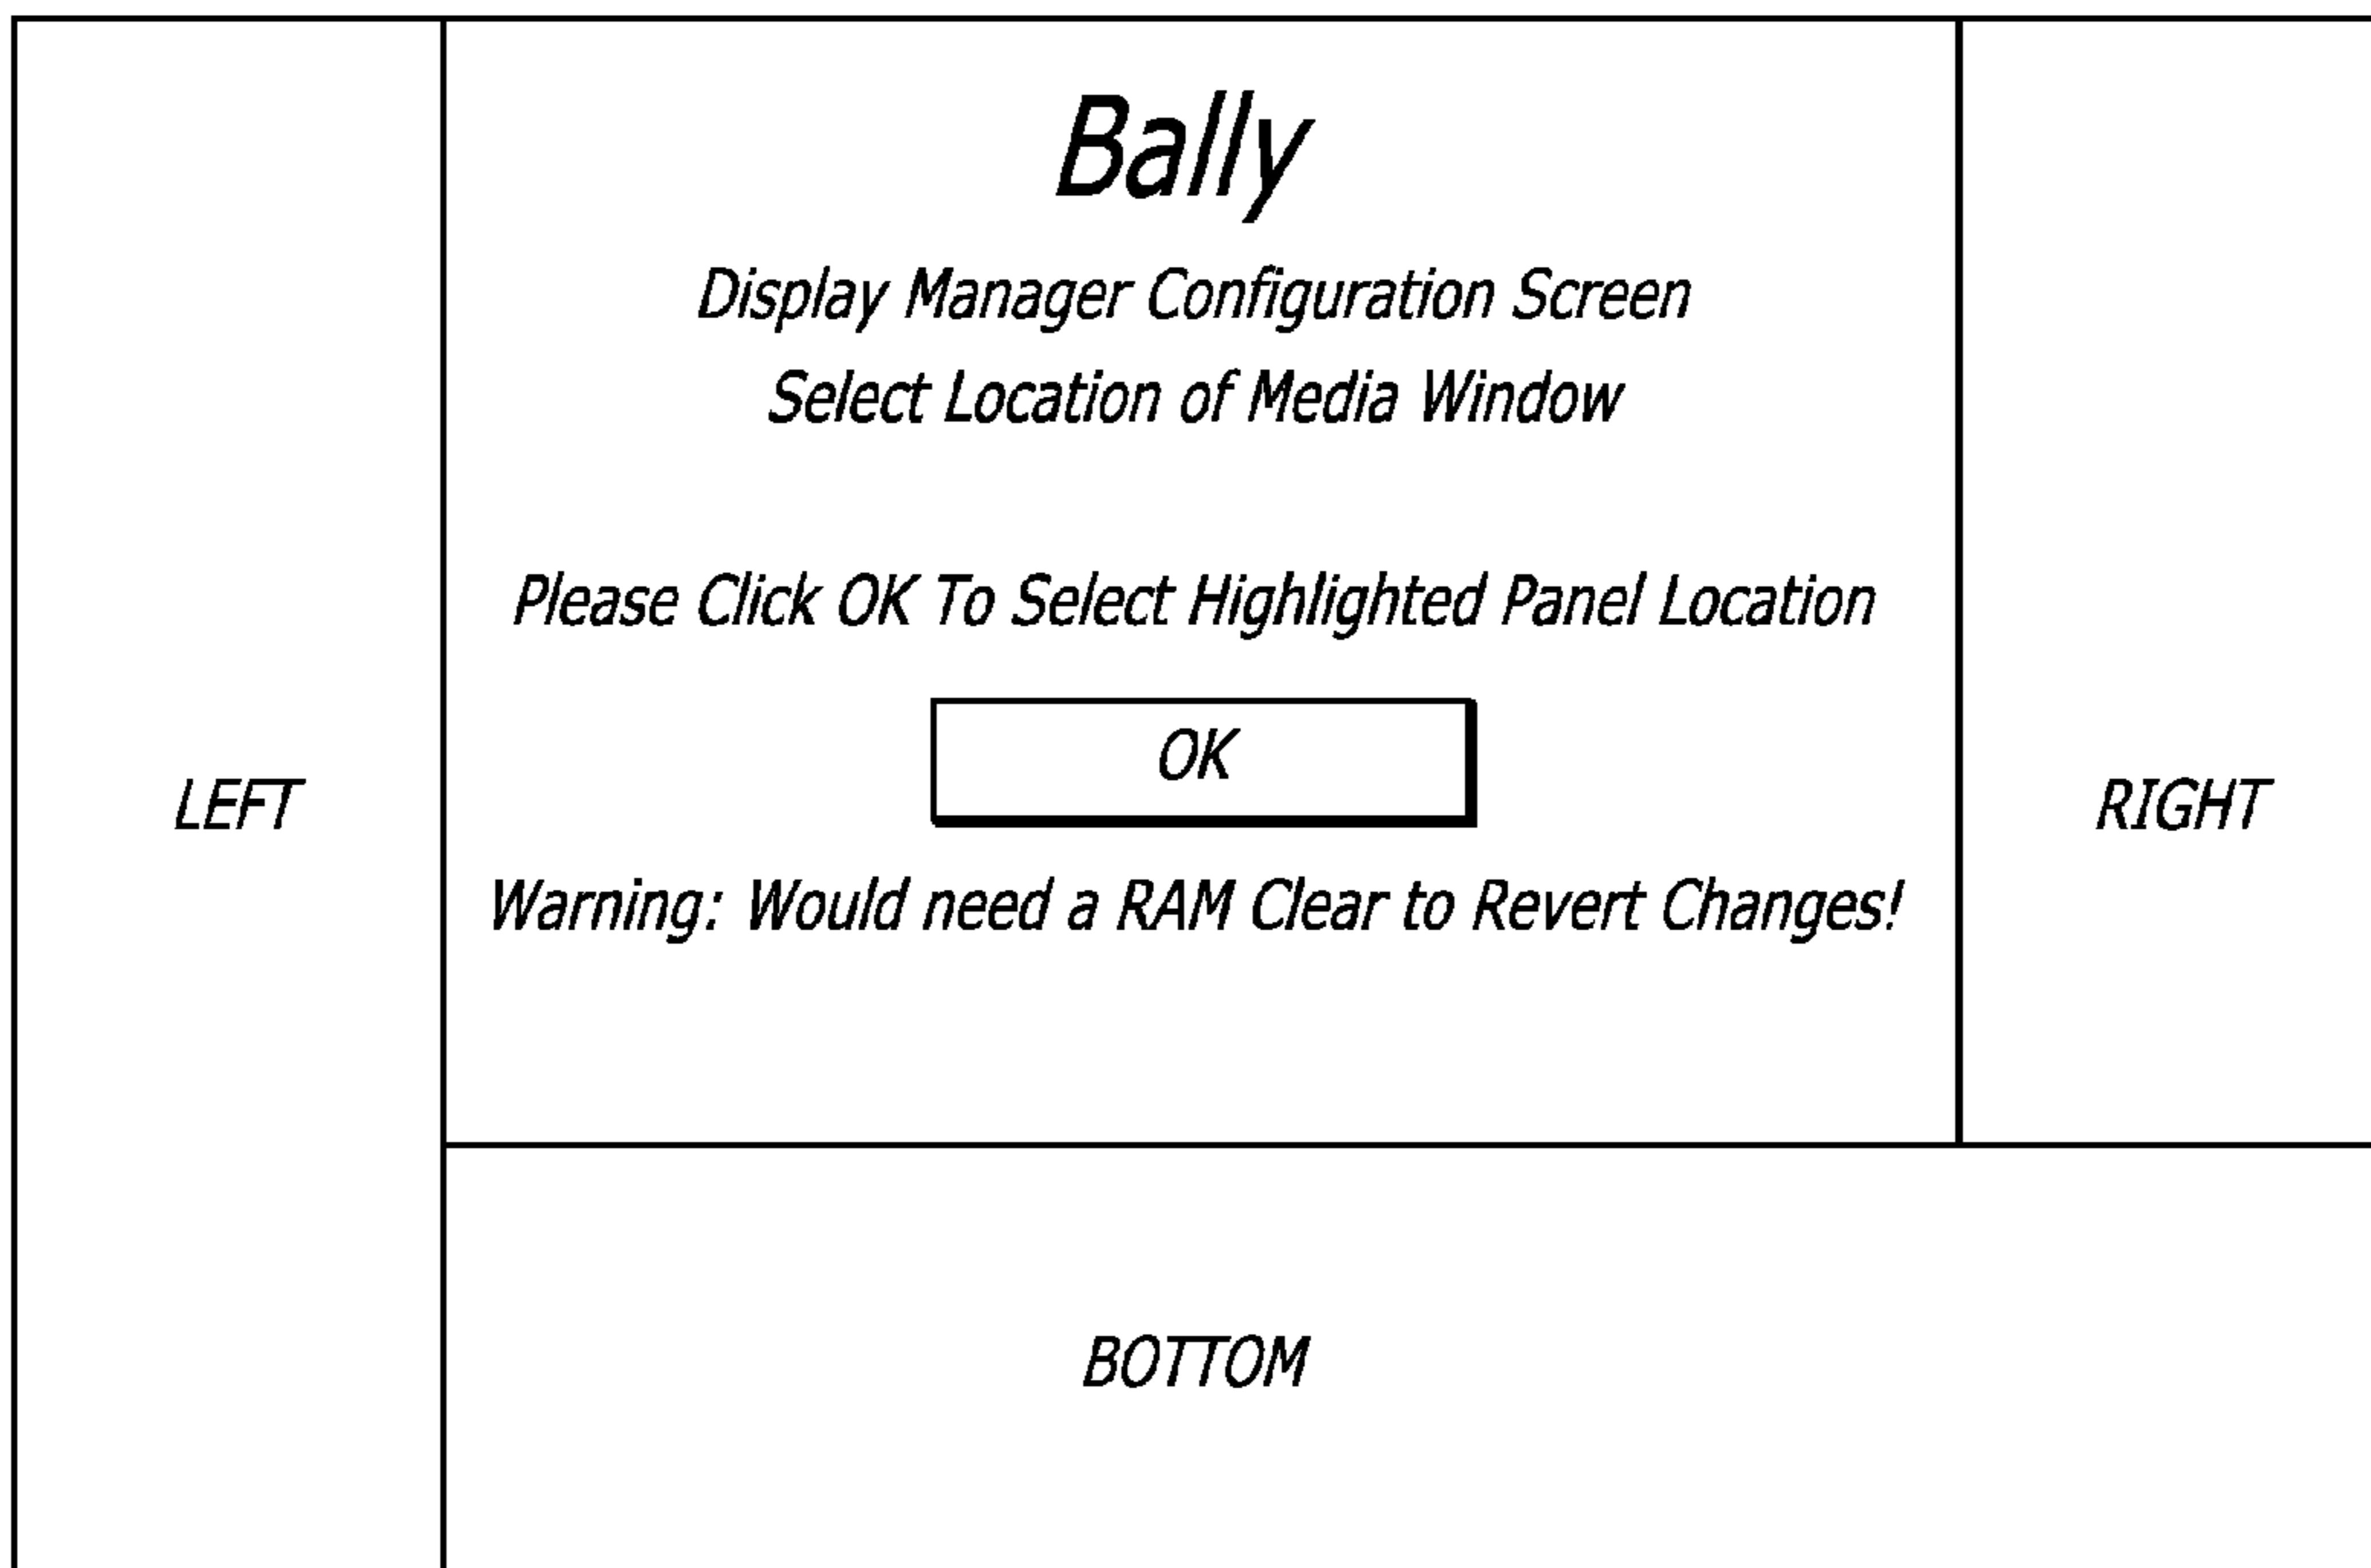 Bally
Display Manager Configuration Screen
Select Location of Media Window
Please Click OK To Select Highlighted Panel Location
OK
LEFT
RIGHT
Warning: Would need a RAM Clear to Revert Changes!
BOTTOM